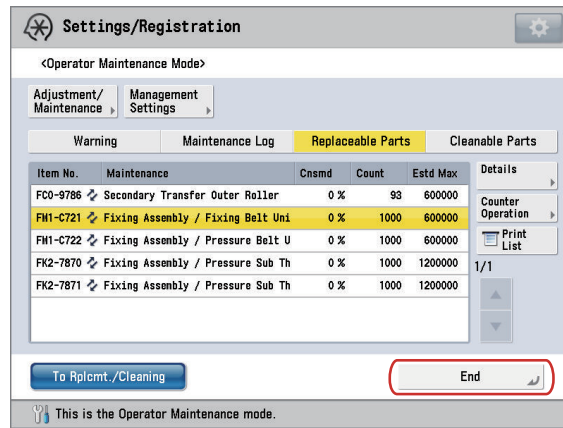 Settings/Registration
<Operator Maintenance Mode>
Adjustment/
Maintenance
Management
Settings
Warning Maintenance Log Replaceable Parts Cleanable Parts
Item No. Maintenance Cnsmd Count Estd Max
FC0-9786 Secondary Transfer Outer Roller 0 % 93 600000
FM1-C721 Fixing Assembly / Fixing Belt Uni 0 % 1000 600000
FM1-C722 Fixing Assembly / Pressure Belt U 0 % 1000 600000
FK2-7870 Fixing Assembly / Pressure Sub Th 0 % 1000 1200000
FK2-7871 Fixing Assembly / Pressure Sub Th 0 % 1000 1200000
Details
Counter
Operation
Print
List
1/1
To Rplcmt./Cleaning
End
This is the Operator Maintenance mode.